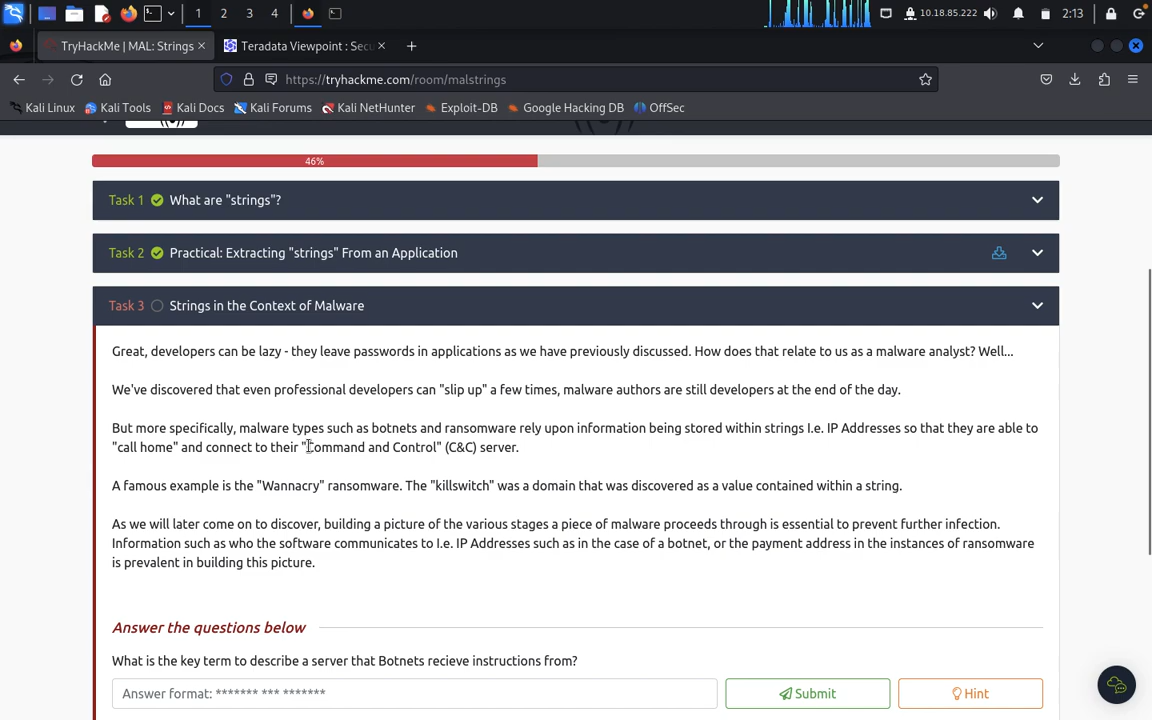 1 2 3 4 10.18.85.222 2:13
TryHackMe | MAL: Strings Teradata Viewpoint : Secu
https://tryhackme.com/room/malstrings
Kali Linux Kali Tools Kali Docs Kali Forums Kali NetHunter Exploit-DB Google Hacking DB OffSec
46%
Task 1 What are "strings"?
Task 2 Practical: Extracting "strings" From an Application
Task 3 Strings in the Context of Malware
Great, developers can be lazy - they leave passwords in applications as we have previously discussed. How does that relate to us as a malware analyst? Well...
We've discovered that even professional developers can "slip up" a few times, malware authors are still developers at the end of the day.
But more specifically, malware types such as botnets and ransomware rely upon information being stored within strings I.e. IP Addresses so that they are able to
"call home" and connect to their "Command and Control" (C&C) server.
A famous example is the "Wannacry" ransomware. The "killswitch" was a domain that was discovered as a value contained within a string.
As we will later come on to discover, building a picture of the various stages a piece of malware proceeds through is essential to prevent further infection.
Information such as who the software communicates to I.e. IP Addresses such as in the case of a botnet, or the payment address in the instances of ransomware
is prevalent in building this picture.
Answer the questions below
What is the key term to describe a server that Botnets recieve instructions from?
Answer format: ******* *** ******* Submit Hint